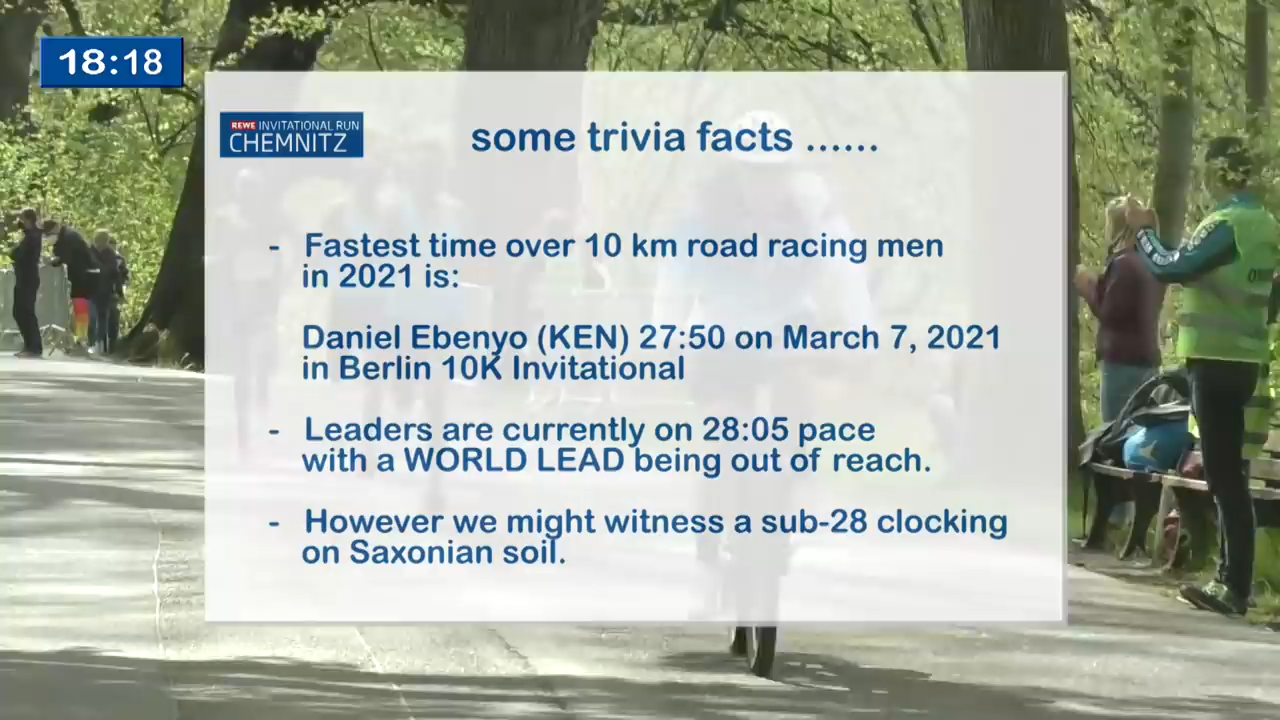 18:18
REWE INVITATIONAL RUN
CHEMNITZ
some trivia facts ......
- Fastest time over 10 km road racing men
in 2021 is:
Daniel Ebenyo (KEN) 27:50 on March 7, 2021
in Berlin 10K Invitational
- Leaders are currently on 28:05 pace
with a WORLD LEAD being out of reach.
- However we might witness a sub-28 clocking
on Saxonian soil.